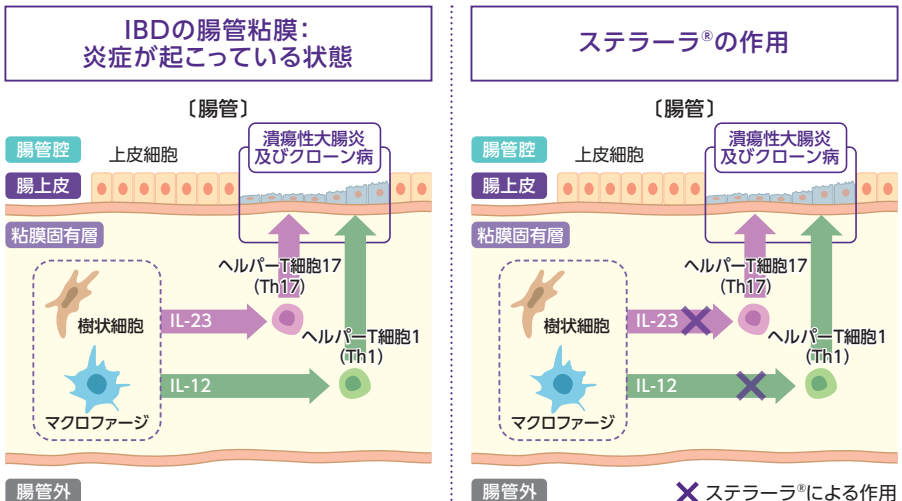 IBDの腸管粘膜：
炎症が起こっている状態
〔腸管〕
腸管腔
上皮細胞
潰瘍性大腸炎
及びクローン病
腸上皮
粘膜固有層
ヘルパーT細胞17
（Th17）
樹状細胞
IL-23
ヘルパーT細胞1
（Th1）
IL-12
マクロファージ
腸管外
ステラーラ®の作用
〔腸管〕
腸管腔
上皮細胞
潰瘍性大腸炎
及びクローン病
腸上皮
粘膜固有層
ヘルパーT細胞17
（Th17）
樹状細胞
IL-23
ヘルパーT細胞1
（Th1）
IL-12
マクロファージ
腸管外
ステラーラ®による作用